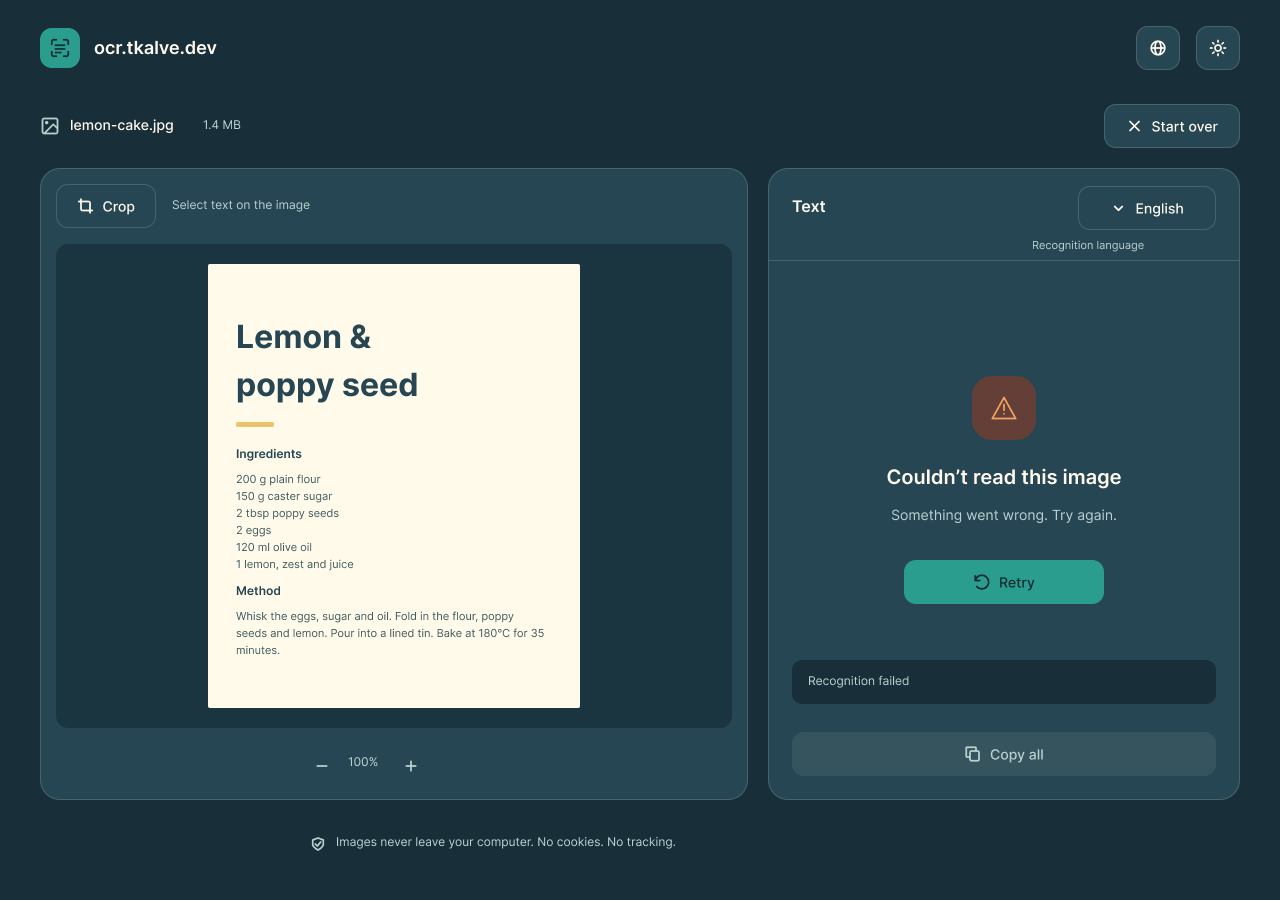 ocr.tkalve.dev
lemon-cake.jpg 1.4 MB
Start over
Crop
Select text on the image
Lemon &
poppy seed
Ingredients
200 g plain flour
150 g caster sugar
2 tbsp poppy seeds
2 eggs
120 ml olive oil
1 lemon, zest and juice
Method
Whisk the eggs, sugar and oil. Fold in the flour, poppy
seeds and lemon. Pour into a lined tin. Bake at 180°C for 35
minutes.
100%
Text
English
Recognition language
Couldn’t read this image
Something went wrong. Try again.
Retry
Recognition failed
Copy all
Images never leave your computer. No cookies. No tracking.